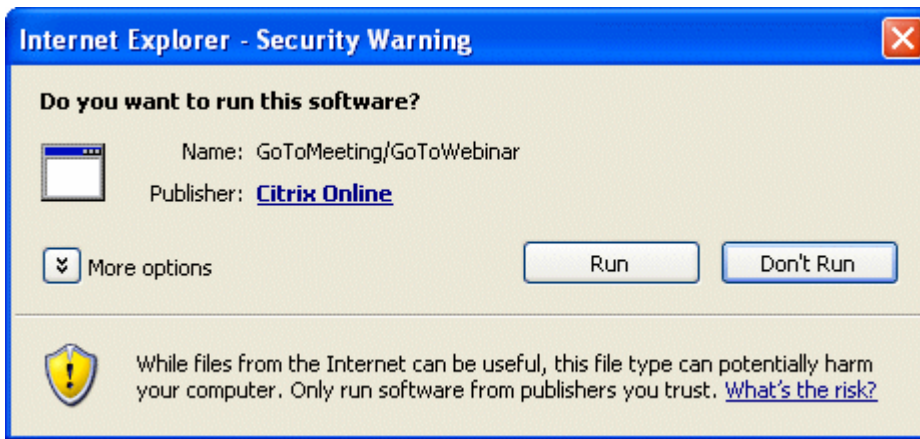 Internet Explorer - Security Warning
Do you want to run this software?
Name: GoToMeeting/GoToWebinar
Publisher: Citrix Online
More options
Run
Don't Run
While files from the Internet can be useful, this file type can potentially harm
your computer. Only run software from publishers you trust. What's the risk?